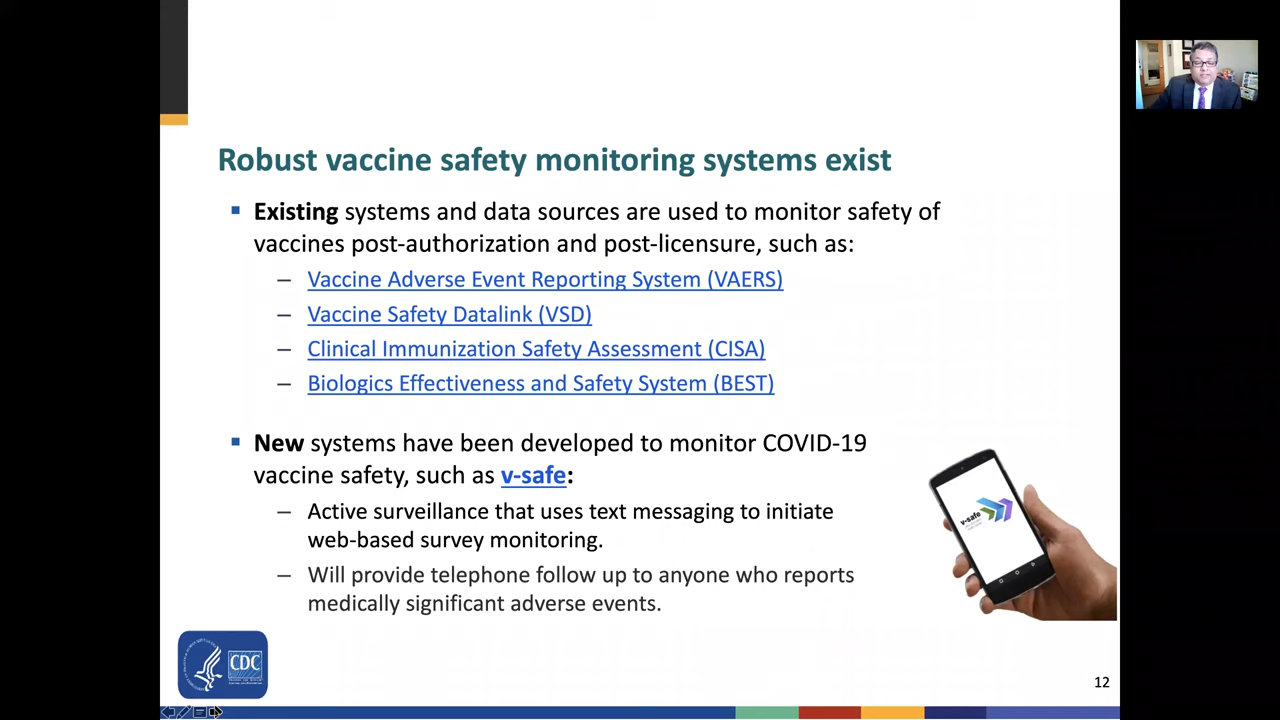 Robust vaccine safety monitoring systems exist
▪ Existing systems and data sources are used to monitor safety of
vaccines post-authorization and post-licensure, such as:
– Vaccine Adverse Event Reporting System (VAERS)
– Vaccine Safety Datalink (VSD)
– Clinical Immunization Safety Assessment (CISA)
– Biologics Effectiveness and Safety System (BEST)
▪ New systems have been developed to monitor COVID-19
vaccine safety, such as v-safe:
– Active surveillance that uses text messaging to initiate
web-based survey monitoring.
– Will provide telephone follow up to anyone who reports
medically significant adverse events.
v-safe
CDC
12